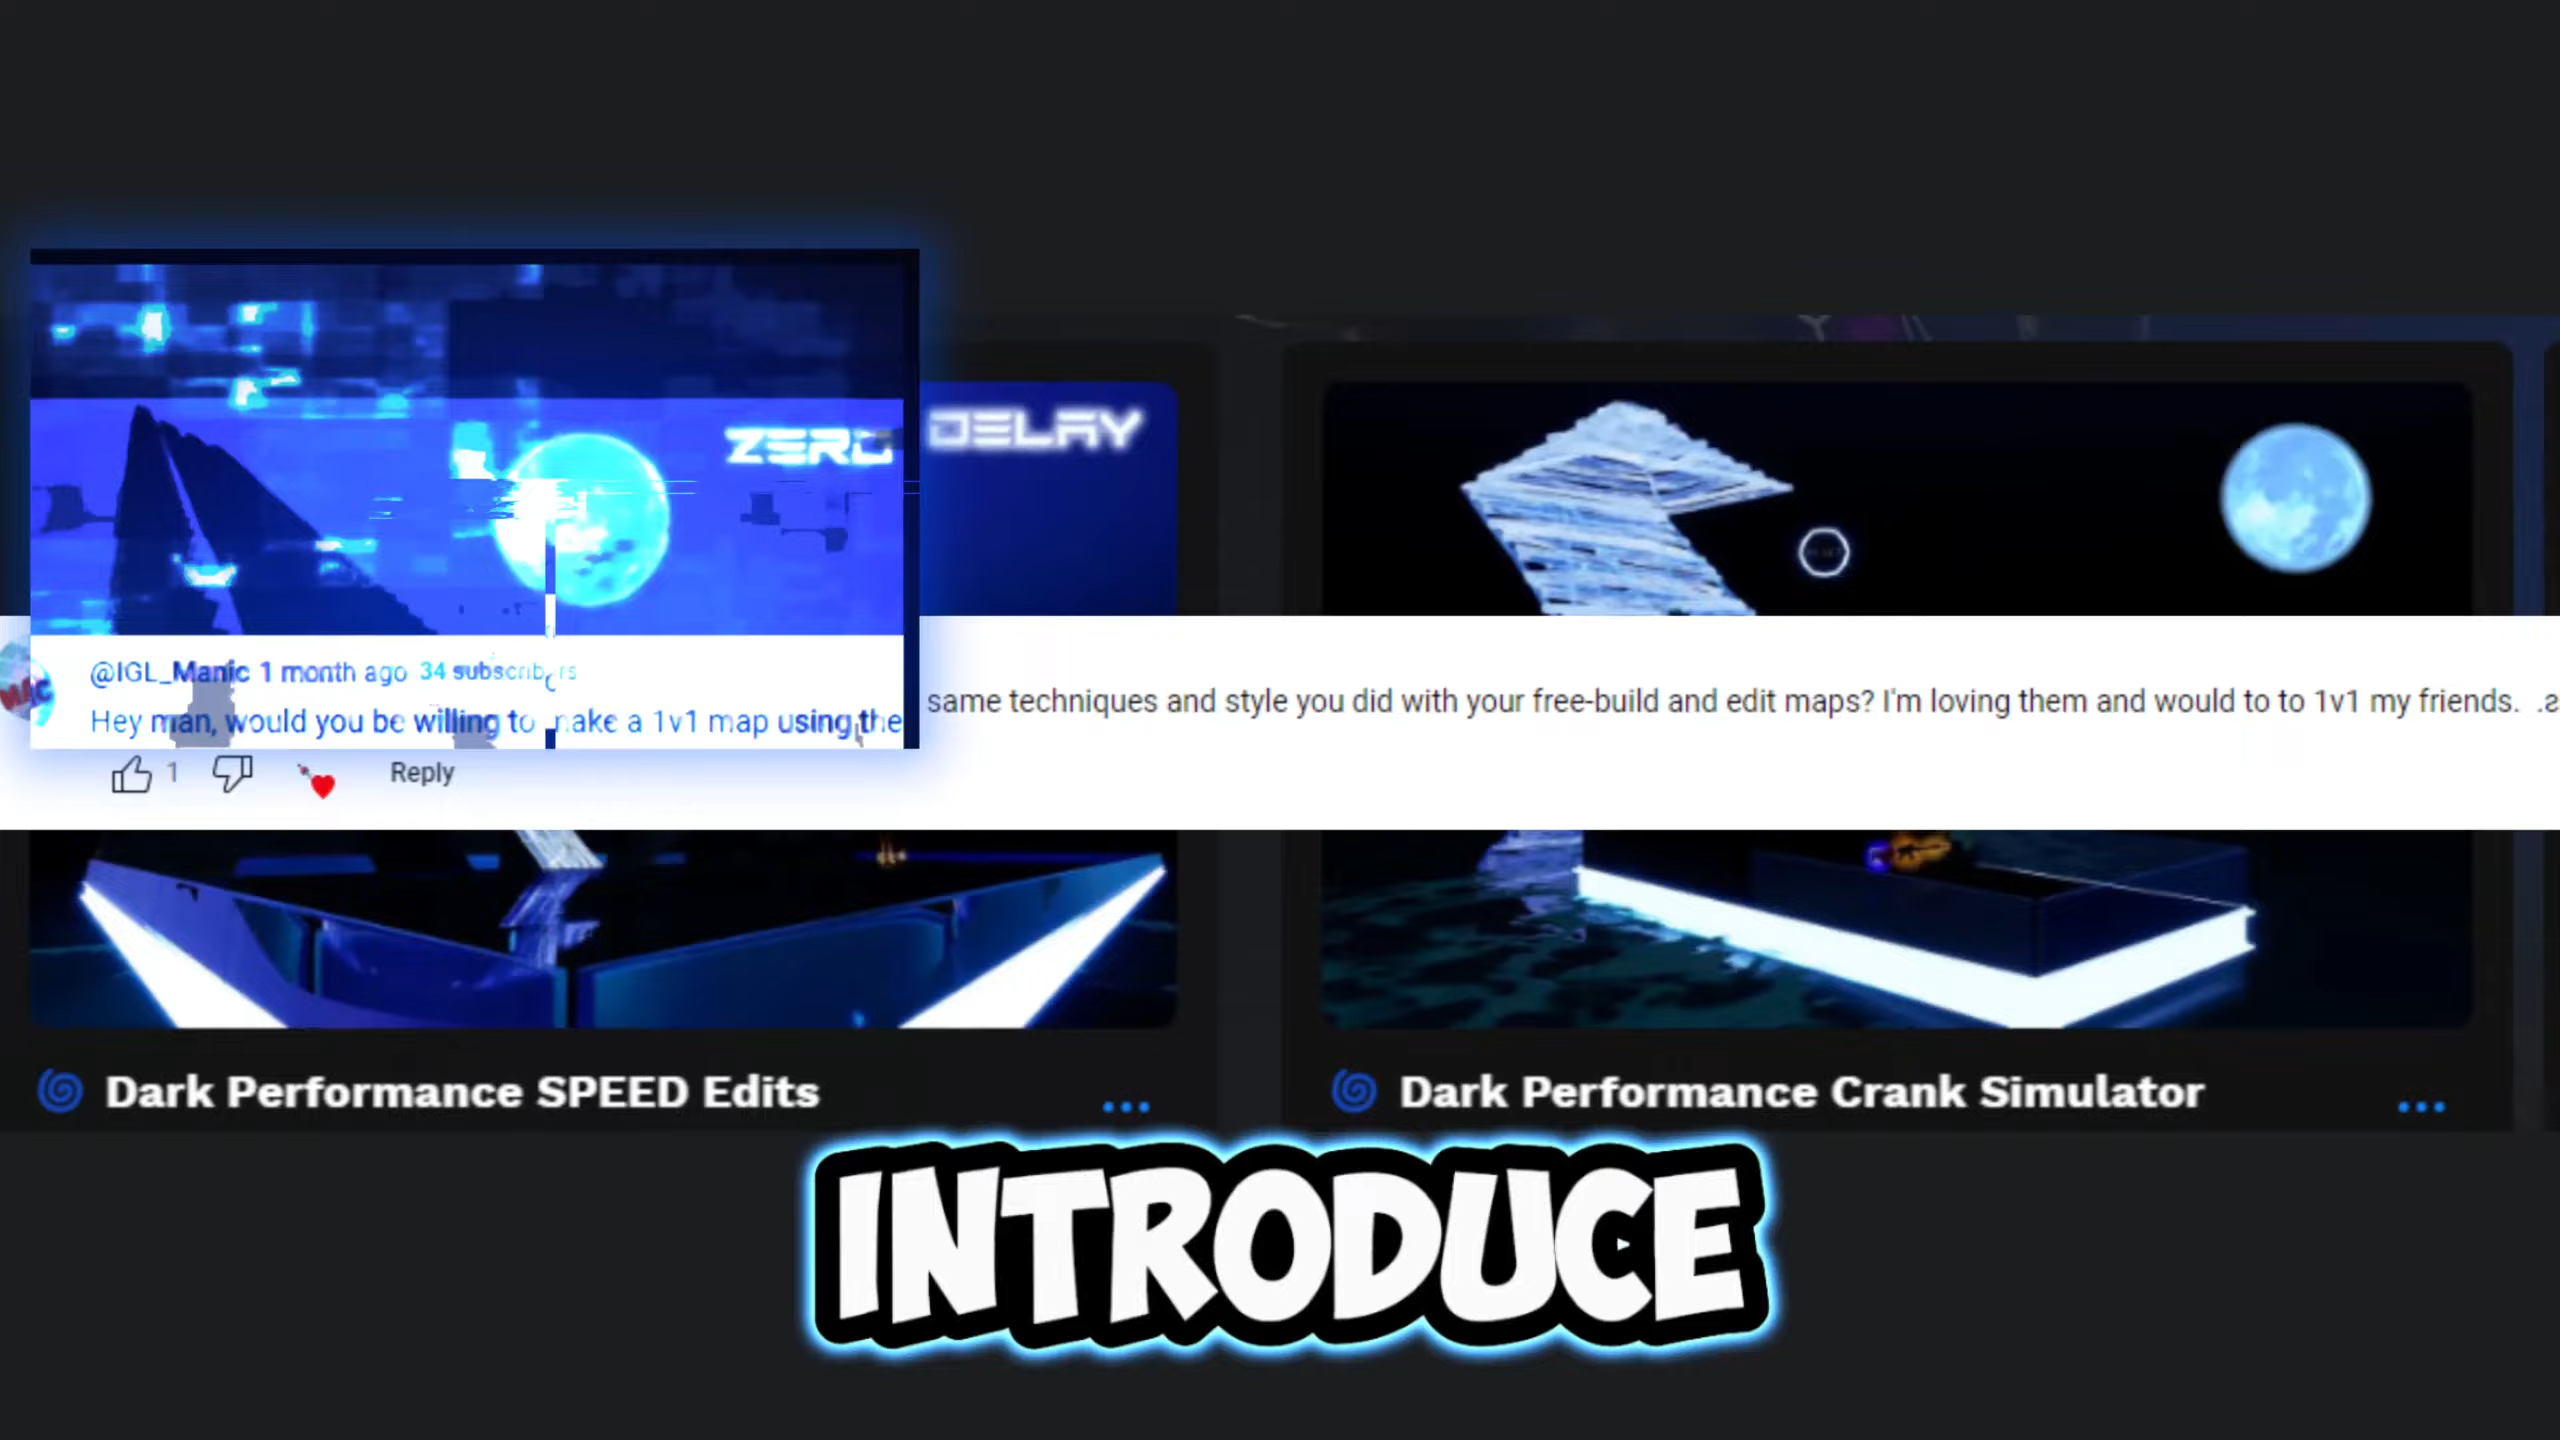 ZERO DELAY
@IGL_Manic 1 month ago 34 subscribers
Hey man, would you be willing to make a 1v1 map using the same techniques and style you did with your free-build and edit maps? I'm loving them and would to to 1v1 my friends.
1 Reply
Dark Performance SPEED Edits
Dark Performance Crank Simulator
INTRODUCE